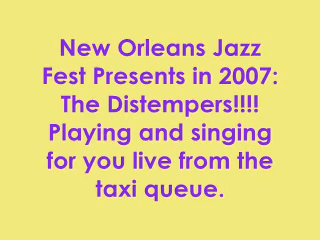 New Orleans Jazz
Fest Presents in 2007:
The Distempers!!!!
Playing and singing
for you live from the
taxi queue.